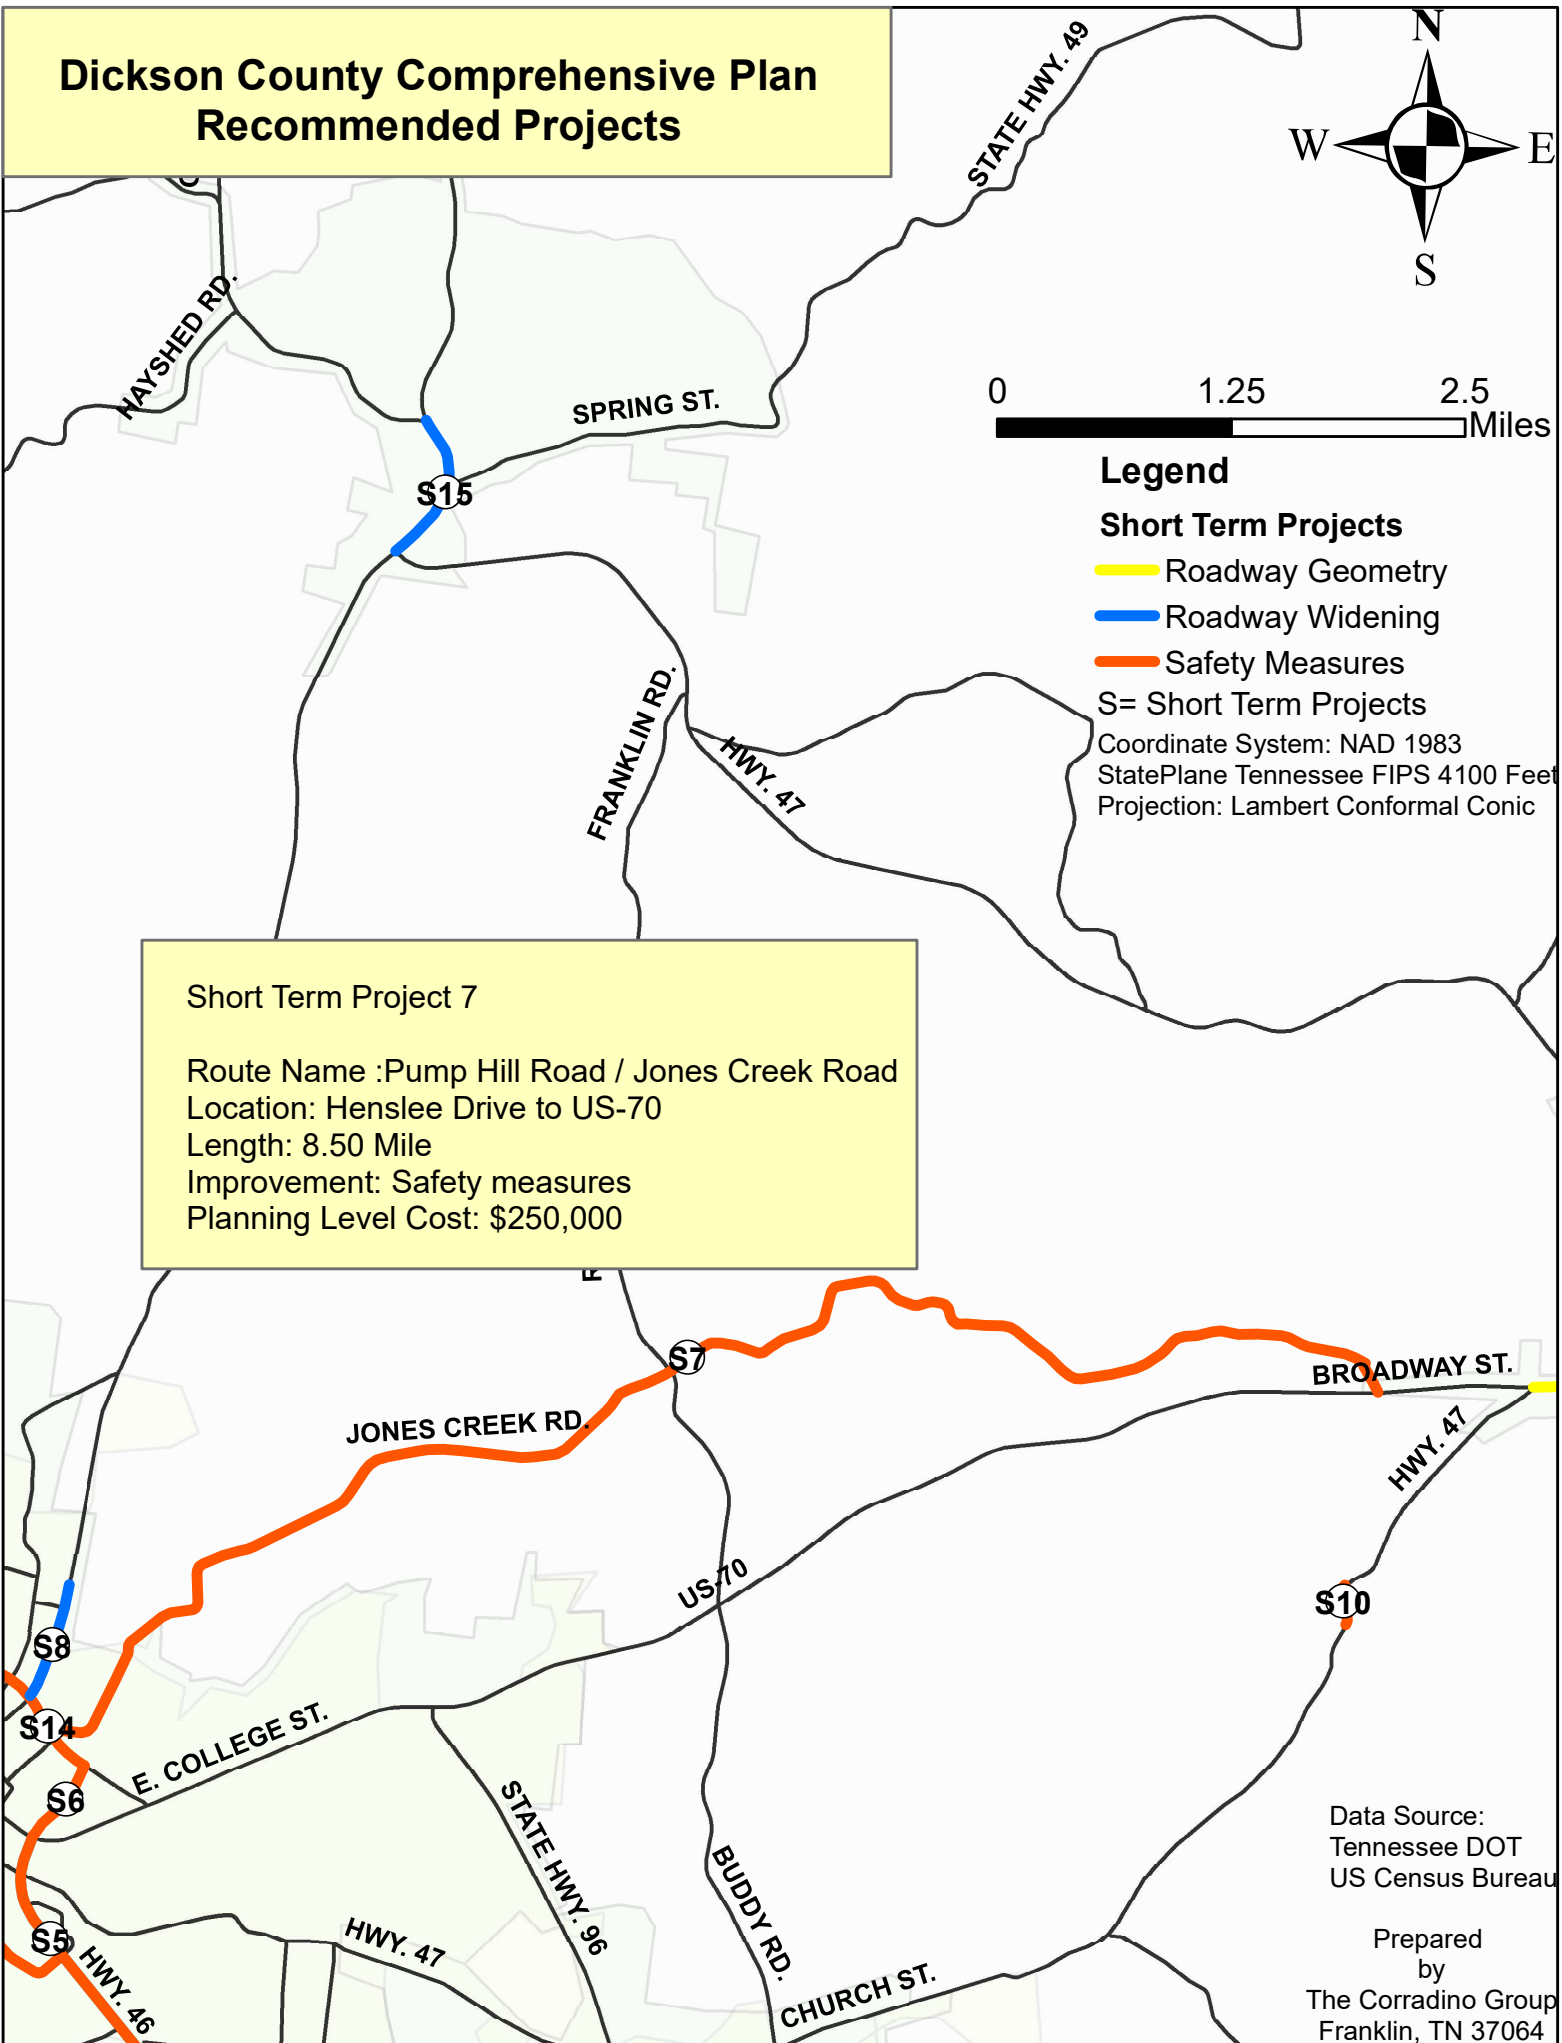 Dickson County Comprehensive Plan
Recommended Projects
N
W
E
S
STATE HWY. 49
HAYSHED RD.
SPRING ST.
0 1.25 2.5
Miles
S15
Legend
Short Term Projects
Roadway Geometry
Roadway Widening
Safety Measures
S= Short Term Projects
Coordinate System: NAD 1983
StatePlane Tennessee FIPS 4100 Feet
Projection: Lambert Conformal Conic
FRANKLIN RD.
HWY. 47
Short Term Project 7
Route Name :Pump Hill Road / Jones Creek Road
Location: Henslee Drive to US-70
Length: 8.50 Mile
Improvement: Safety measures
Planning Level Cost: $250,000
S7
BROADWAY ST.
JONES CREEK RD.
HWY. 47
US-70
S10
S8
S14
E. COLLEGE ST.
S6
STATE HWY. 96
BUDDY RD.
S5
HWY. 46
HWY. 47
CHURCH ST.
Data Source:
Tennessee DOT
US Census Bureau
Prepared
by
The Corradino Group
Franklin, TN 37064